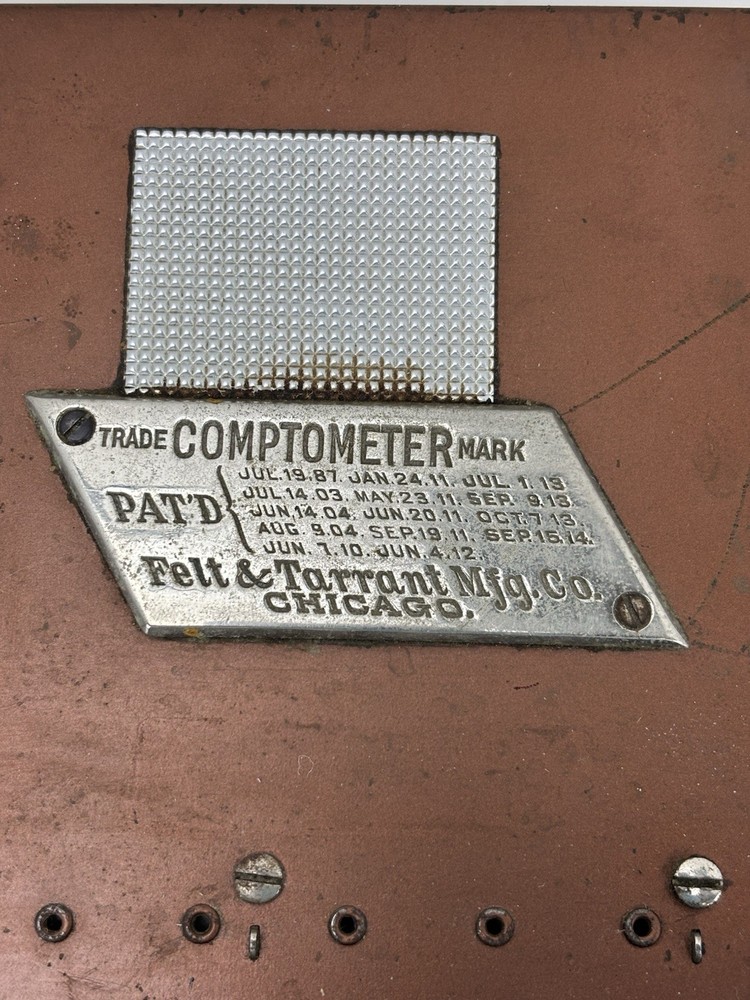 TRADE COMPTOMETER MARK
PAT'D
JUL.19.87. JAN.24.11. JUL. 1. 13
JUL.14.03. MAY.23.11. SEP. 9.13.
JUN.14.04. JUN.20.11. OCT.7 13.
AUG. 9.04. SEP.19.11. SEP.15.14.
JUN. 7.10. JUN. 4.12.
Felt & Tarrant Mfg. Co.
CHICAGO.